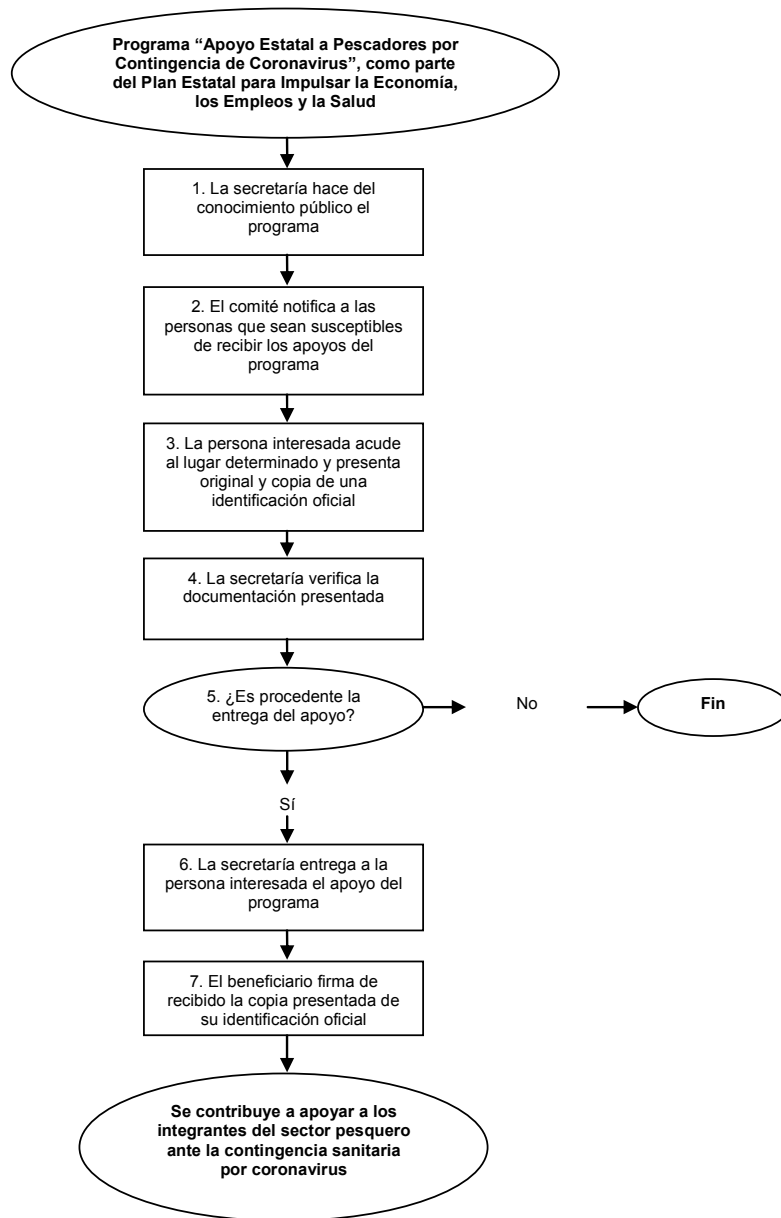 Programa “Apoyo Estatal a Pescadores por
Contingencia de Coronavirus”, como parte
del Plan Estatal para Impulsar la Economía,
los Empleos y la Salud
1. La secretaría hace del
conocimiento público el
programa
2. El comité notifica a las
personas que sean susceptibles
de recibir los apoyos del
programa
3. La persona interesada acude
al lugar determinado y presenta
original y copia de una
identificación oficial
4. La secretaría verifica la
documentación presentada
5. ¿Es procedente la
entrega del apoyo?
No
Fin
Sí
6. La secretaría entrega a la
persona interesada el apoyo del
programa
7. El beneficiario firma de
recibido la copia presentada de
su identificación oficial
Se contribuye a apoyar a los
integrantes del sector pesquero
ante la contingencia sanitaria
por coronavirus